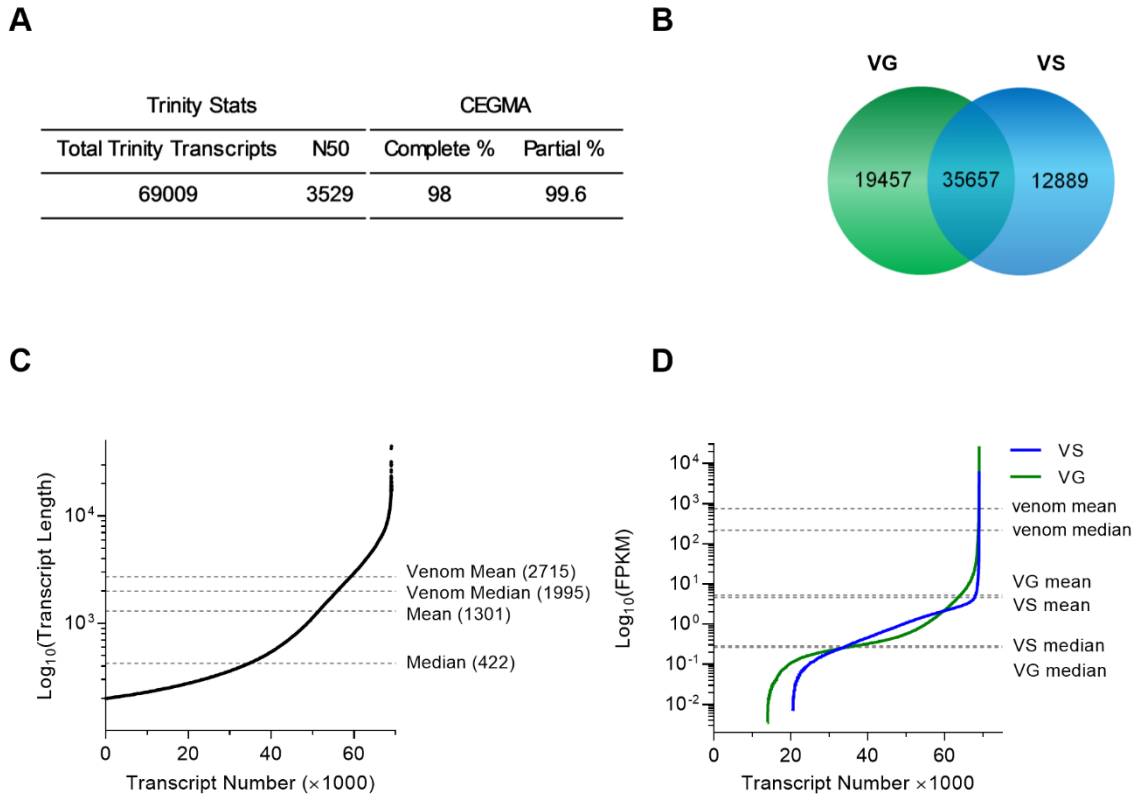 A
Trinity Stats CEGMA
Total Trinity Transcripts N50 Complete % Partial %
69009 3529 98 99.6
B
VG VS
19457 35657 12889
C
Log10(Transcript Length)
10^4
10^3
Venom Mean (2715)
Venom Median (1995)
Mean (1301)
Median (422)
0 20 40 60
Transcript Number (×1000)
D
Log10(FPKM)
10^4
10^3
10^2
10^1
10^0
10^-1
10^-2
VS
VG
venom mean
venom median
VG mean
VS mean
VS median
VG median
0 20 40 60
Transcript Number ×1000